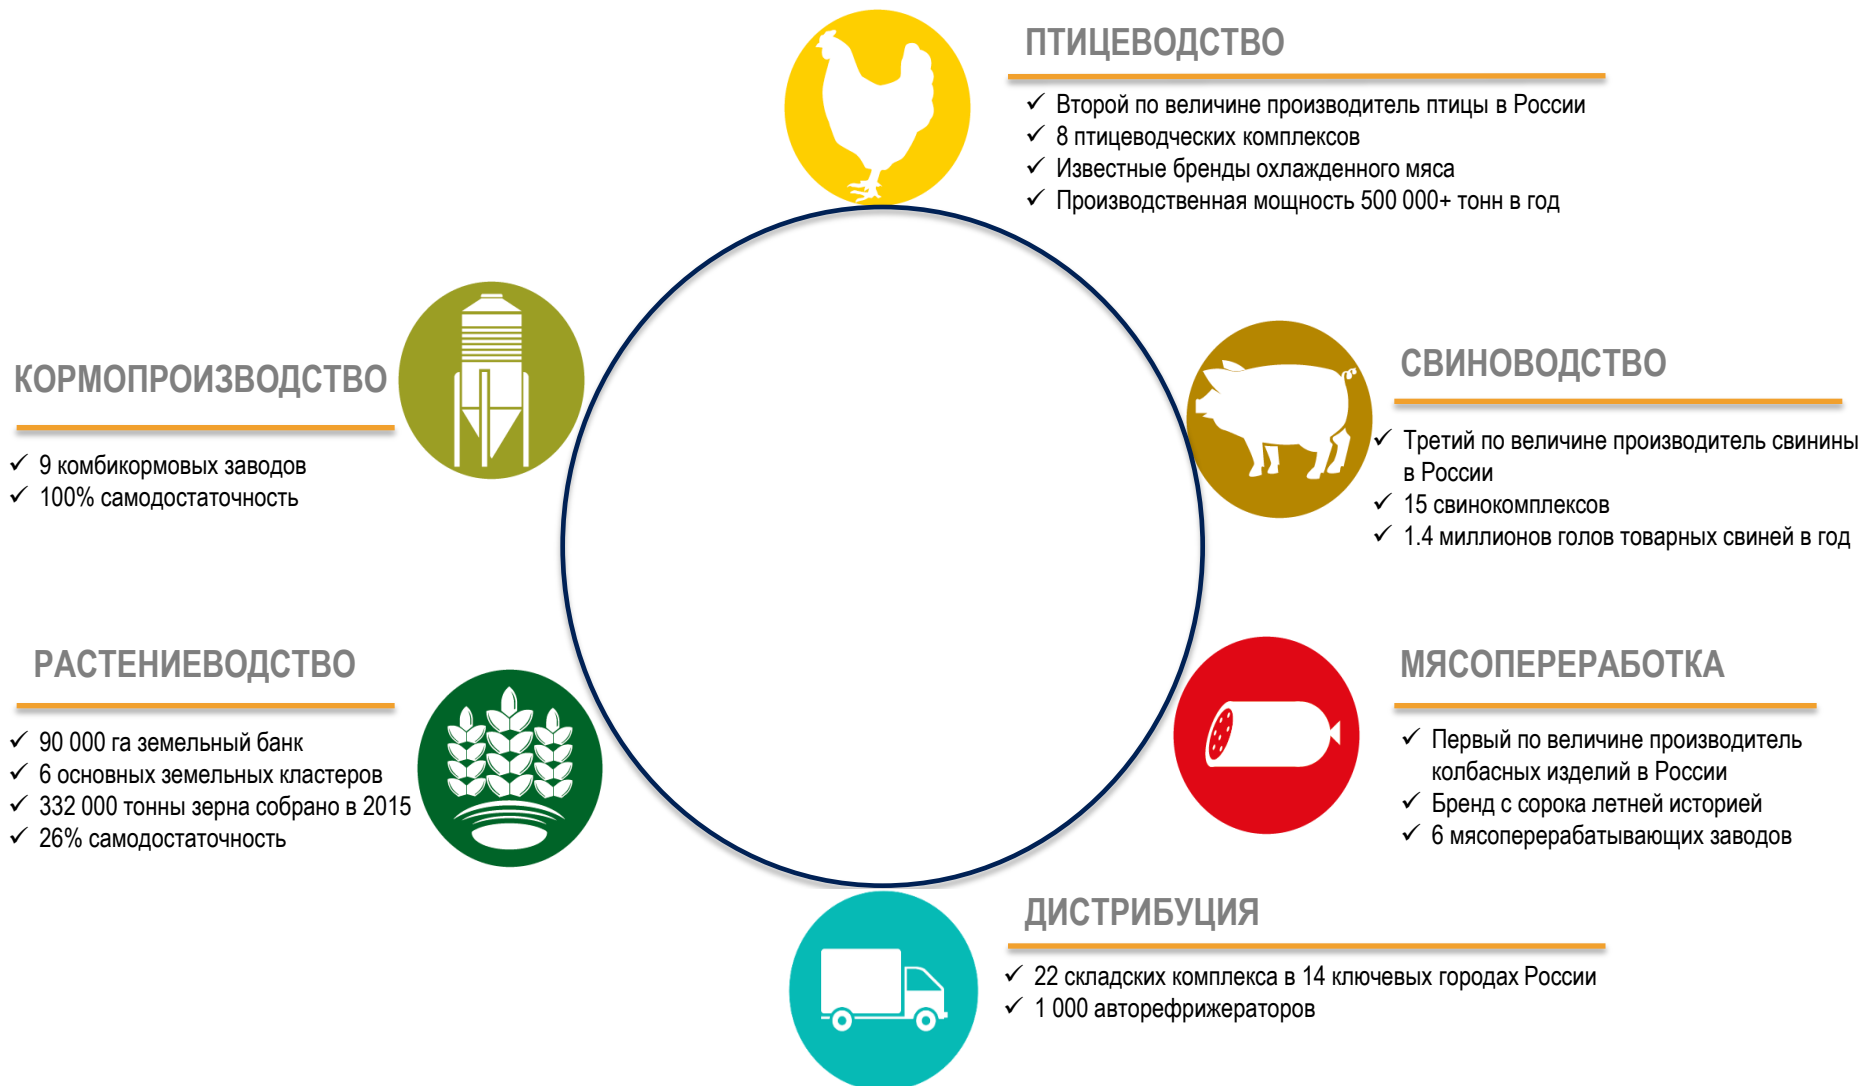 ПТИЦЕВОДСТВО
✓ Второй по величине производитель птицы в России
✓ 8 птицеводческих комплексов
✓ Известные бренды охлажденного мяса
✓ Производственная мощность 500 000+ тонн в год
КОРМОПРОИЗВОДСТВО
✓ 9 комбикормовых заводов
✓ 100% самодостаточность
СВИНОВОДСТВО
✓ Третий по величине производитель свинины
в России
✓ 15 свинокомплексов
✓ 1.4 миллионов голов товарных свиней в год
РАСТЕНИЕВОДСТВО
✓ 90 000 га земельный банк
✓ 6 основных земельных кластеров
✓ 332 000 тонны зерна собрано в 2015
✓ 26% самодостаточность
МЯСОПЕРЕРАБОТКА
✓ Первый по величине производитель
колбасных изделий в России
✓ Бренд с сорока летней историей
✓ 6 мясоперерабатывающих заводов
ДИСТРИБУЦИЯ
✓ 22 складских комплекса в 14 ключевых городах России
✓ 1 000 авторефрижераторов